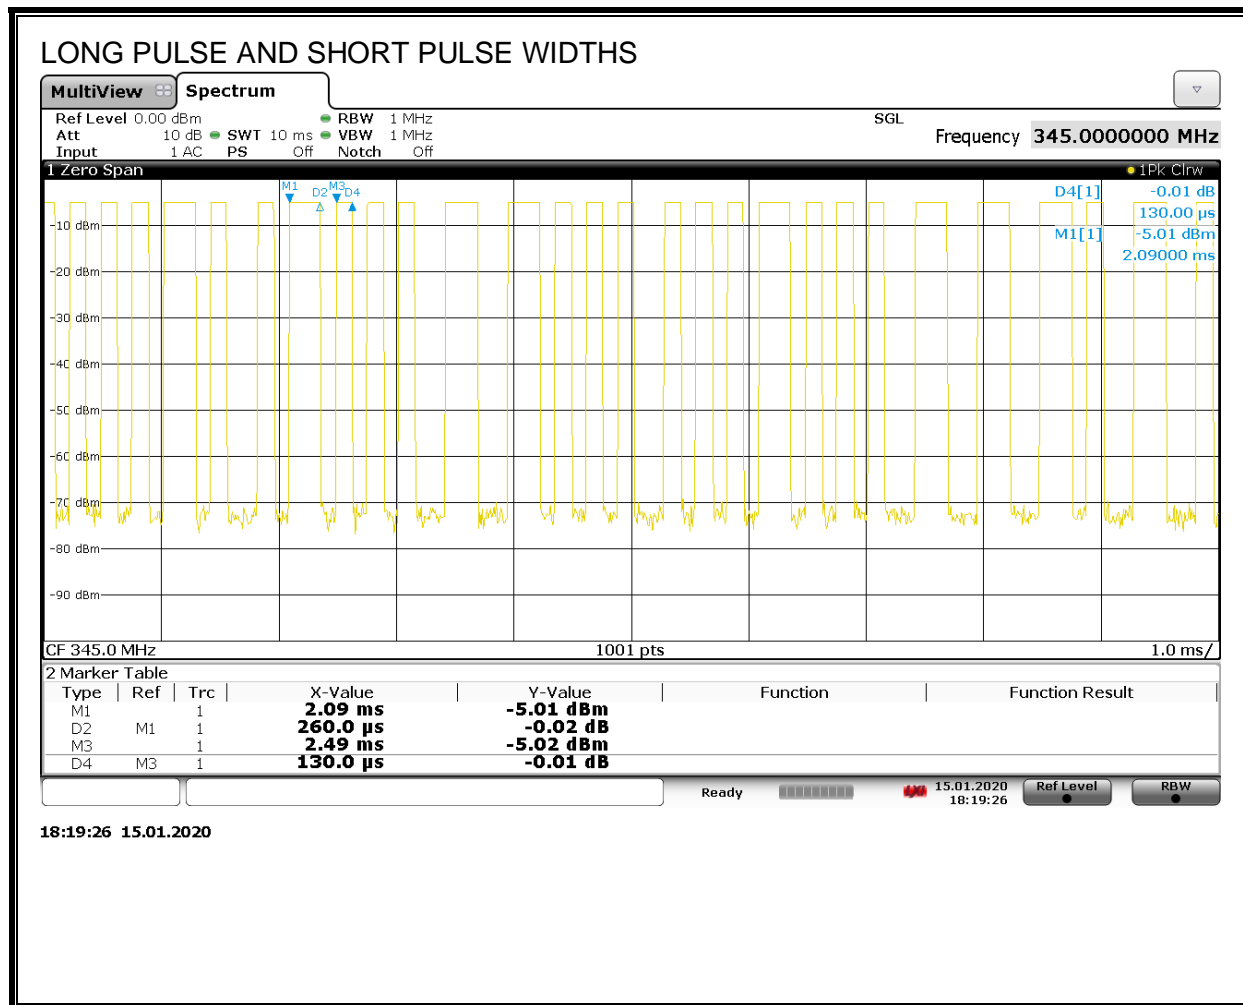 LONG PULSE AND SHORT PULSE WIDTHS
MultiView Spectrum
Ref Level 0.00 dBm RBW 1 MHz SGL
Att 10 dB SWT 10 ms VBW 1 MHz Frequency 345.0000000 MHz
Input 1 AC PS Off Notch Off
1 Zero Span 1Pk Clrw
M1 D2 M3 D4 D4[1] -0.01 dB
130.00 µs
-10 dBm M1[1] -5.01 dBm
2.09000 ms
-20 dBm
-30 dBm
-40 dBm
-50 dBm
-60 dBm
-70 dBm
-80 dBm
-90 dBm
CF 345.0 MHz 1001 pts 1.0 ms/
2 Marker Table
Type Ref Trc X-Value Y-Value Function Function Result
M1 1 2.09 ms -5.01 dBm
D2 M1 1 260.0 µs -0.02 dB
M3 1 2.49 ms -5.02 dBm
D4 M3 1 130.0 µs -0.01 dB
Ready 15.01.2020 Ref Level RBW
18:19:26
18:19:26 15.01.2020